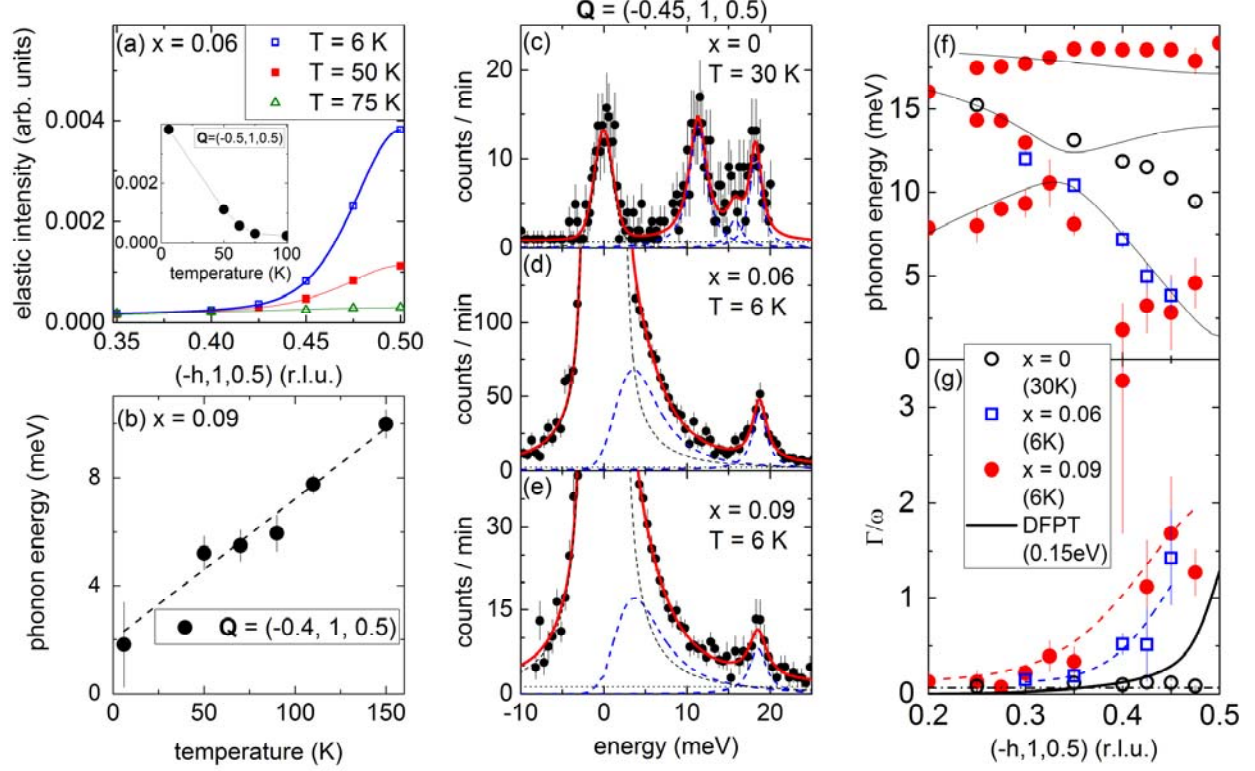 (a) x = 0.06
T = 6 K
T = 50 K
T = 75 K
elastic intensity (arb. units)
0.004
0.002
0.000
Q=(-0.5,1,0.5)
0.002
0.000
0 50 100
temperature (K)
0.35 0.40 0.45 0.50
(-h,1,0.5) (r.l.u.)
(b) x = 0.09
phonon energy (meV)
8
4
0
Q = (-0.4, 1, 0.5)
0 50 100 150
temperature (K)
Q = (-0.45, 1, 0.5)
(c) x = 0
T = 30 K
counts / min
20
10
0
(d) x = 0.06
T = 6 K
counts / min
100
50
0
(e) x = 0.09
T = 6 K
counts / min
30
15
0
-10 0 10 20
energy (meV)
(f)
phonon energy (meV)
15
10
5
0
(g)
x = 0
(30K)
x = 0.06
(6K)
x = 0.09
(6K)
DFPT
(0.15eV)
Γ/ω
3
2
1
0
0.2 0.3 0.4 0.5
(-h,1,0.5) (r.l.u.)